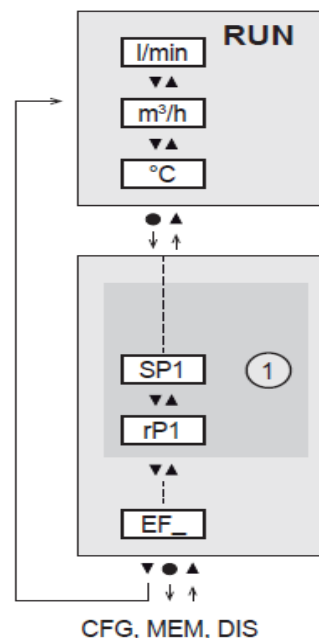 RUN
l/min
m³/h
°C
SP1
1
rP1
EF_
CFG, MEM, DIS